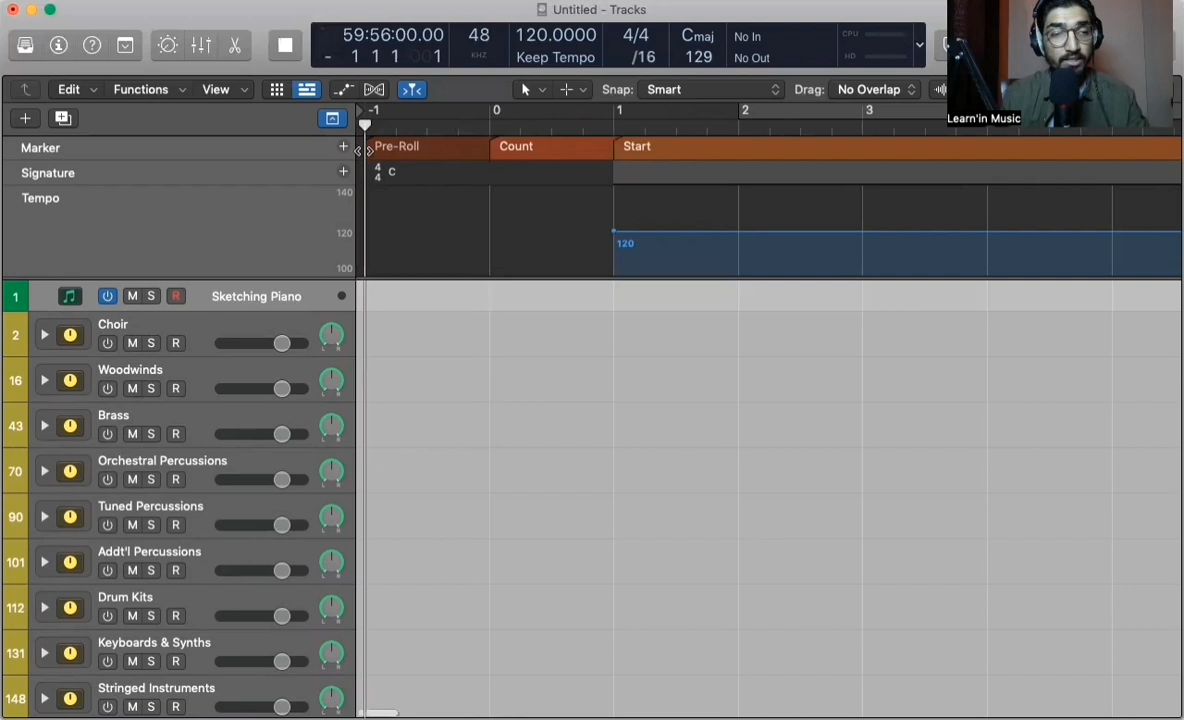 Untitled - Tracks
59:56:00.00 48 120.0000 4/4 Cmaj No In CPU
- 1 1 1 1 KHZ Keep Tempo /16 129 No Out HD
Edit Functions View Snap: Smart Drag: No Overlap
-1 0 1 2 3
Learn'in Music
Marker Pre-Roll Count Start
Signature 4/4 C
Tempo 140
120 120
100
1 M S R Sketching Piano
Choir
2 M S R L R
Woodwinds
16 M S R L R
Brass
43 M S R L R
Orchestral Percussions
70 M S R L R
Tuned Percussions
90 M S R L R
Addt'l Percussions
101 M S R L R
Drum Kits
112 M S R L R
Keyboards & Synths
131 M S R L R
Stringed Instruments
148 M S R L R